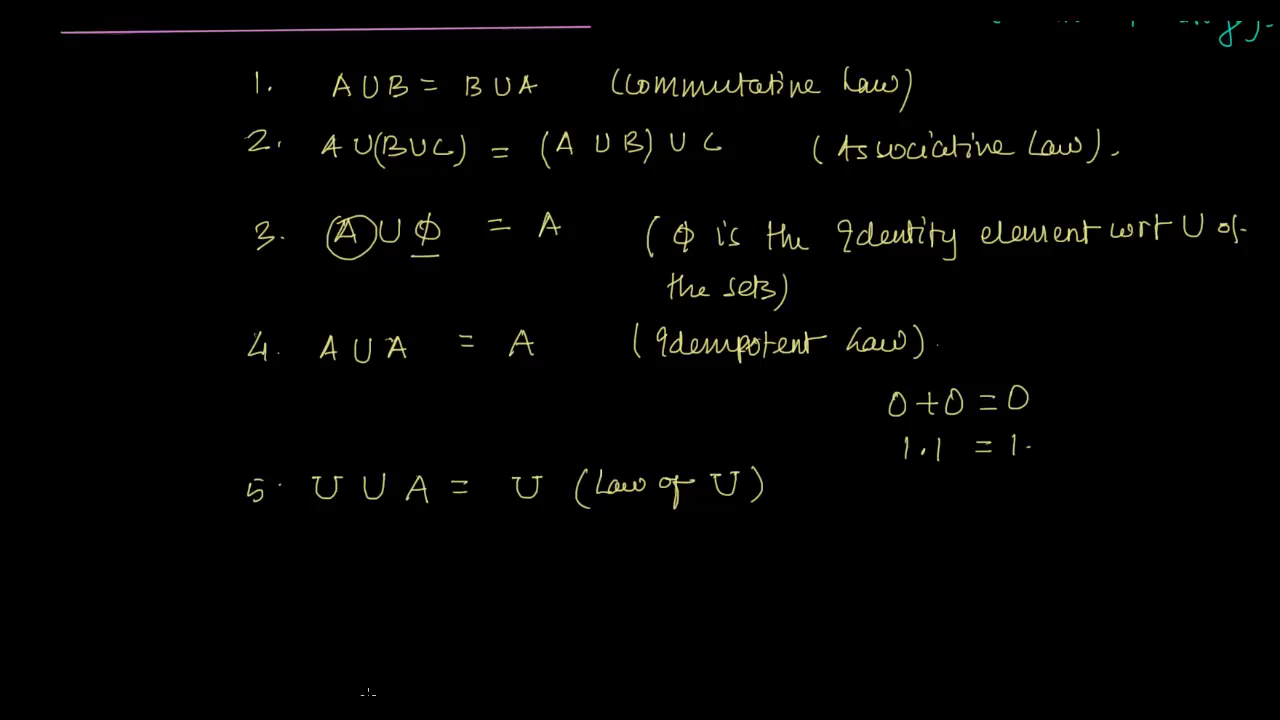 1. A ∪ B = B ∪ A (Commutative Law)
2. A ∪ (B ∪ C) = (A ∪ B) ∪ C (Associative Law).
3. A ∪ ϕ = A (ϕ is the Identity element wrt ∪ of
the sets)
4. A ∪ A = A (Idempotent Law).
0 + 0 = 0
1 . 1 = 1.
5. U ∪ A = U (Law of U)